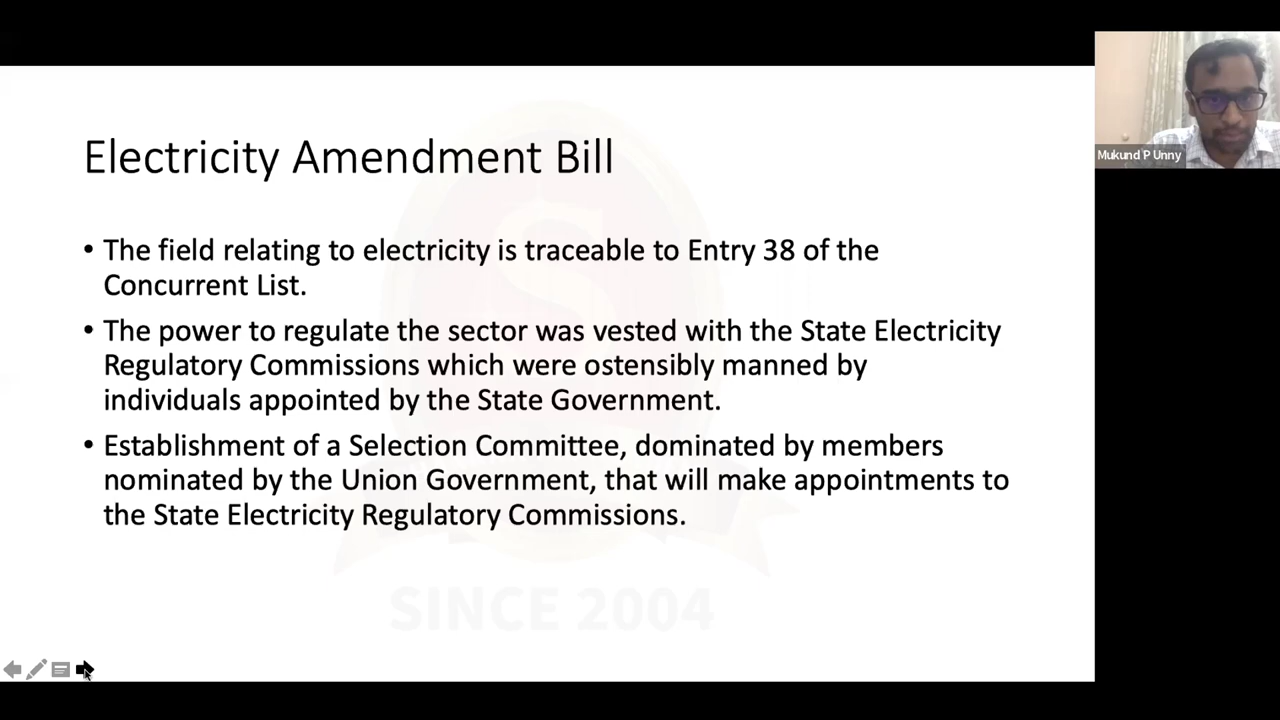 Electricity Amendment Bill
• The field relating to electricity is traceable to Entry 38 of the
Concurrent List.
• The power to regulate the sector was vested with the State Electricity
Regulatory Commissions which were ostensibly manned by
individuals appointed by the State Government.
• Establishment of a Selection Committee, dominated by members
nominated by the Union Government, that will make appointments to
the State Electricity Regulatory Commissions.
S
SINCE 2004
Mukund P Unny